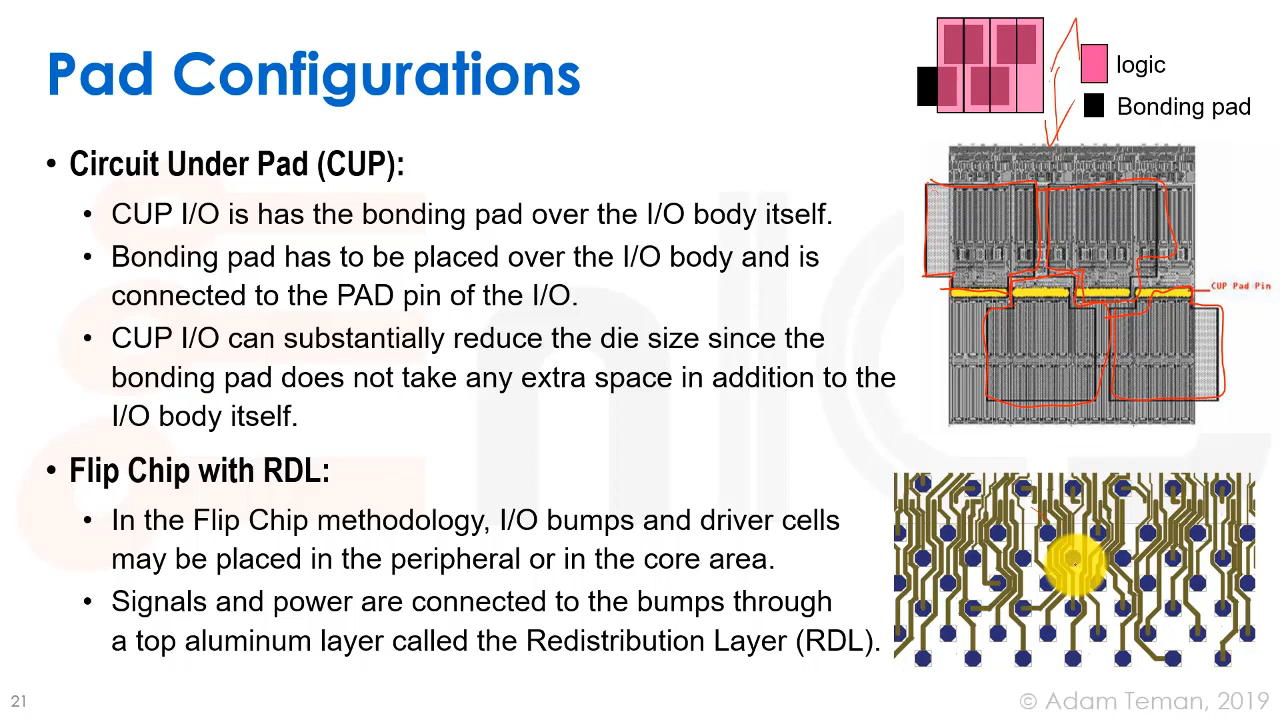 Pad Configurations
logic
Bonding pad
• Circuit Under Pad (CUP):
• CUP I/O is has the bonding pad over the I/O body itself.
• Bonding pad has to be placed over the I/O body and is
connected to the PAD pin of the I/O.
• CUP I/O can substantially reduce the die size since the
bonding pad does not take any extra space in addition to the
I/O body itself.
CUP Pad Pin
• Flip Chip with RDL:
• In the Flip Chip methodology, I/O bumps and driver cells
may be placed in the peripheral or in the core area.
• Signals and power are connected to the bumps through
a top aluminum layer called the Redistribution Layer (RDL).
21
© Adam Teman, 2019